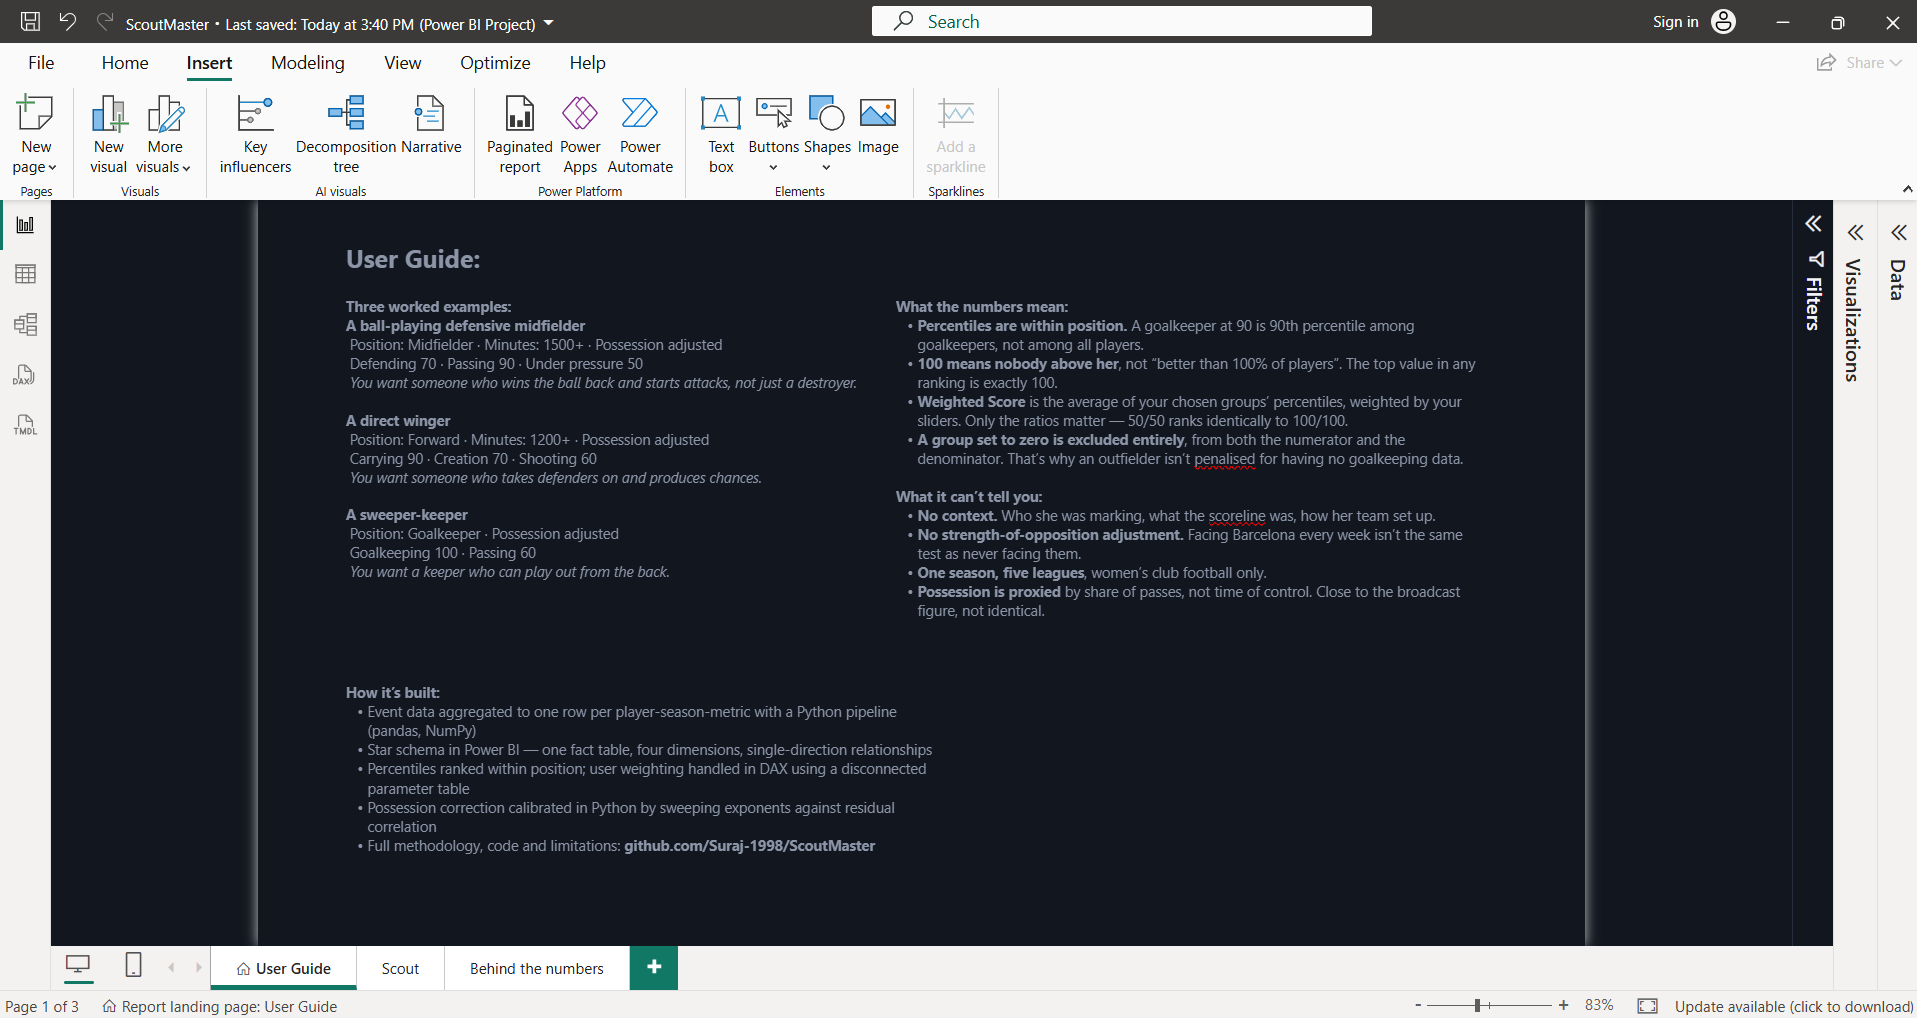 ScoutMaster • Last saved: Today at 3:40 PM (Power BI Project)
Search
Sign in
File
Home
Insert
Modeling
View
Optimize
Help
Share
New page
New visual
More visuals
Key influencers
Decomposition tree
Narrative
Paginated report
Power Apps
Power Automate
Text box
Buttons
Shapes
Image
Add a sparkline
Pages
Visuals
AI visuals
Power Platform
Elements
Sparklines
DAX
TMDL
Filters
Visualizations
Data
User Guide:
Three worked examples:
A ball-playing defensive midfielder
Position: Midfielder · Minutes: 1500+ · Possession adjusted
Defending 70 · Passing 90 · Under pressure 50
You want someone who wins the ball back and starts attacks, not just a destroyer.
A direct winger
Position: Forward · Minutes: 1200+ · Possession adjusted
Carrying 90 · Creation 70 · Shooting 60
You want someone who takes defenders on and produces chances.
A sweeper-keeper
Position: Goalkeeper · Possession adjusted
Goalkeeping 100 · Passing 60
You want a keeper who can play out from the back.
What the numbers mean:
• Percentiles are within position. A goalkeeper at 90 is 90th percentile among
goalkeepers, not among all players.
• 100 means nobody above her, not “better than 100% of players”. The top value in any
ranking is exactly 100.
• Weighted Score is the average of your chosen groups’ percentiles, weighted by your
sliders. Only the ratios matter — 50/50 ranks identically to 100/100.
• A group set to zero is excluded entirely, from both the numerator and the
denominator. That’s why an outfielder isn’t penalised for having no goalkeeping data.
What it can’t tell you:
• No context. Who she was marking, what the scoreline was, how her team set up.
• No strength-of-opposition adjustment. Facing Barcelona every week isn’t the same
test as never facing them.
• One season, five leagues, women’s club football only.
• Possession is proxied by share of passes, not time of control. Close to the broadcast
figure, not identical.
How it’s built:
• Event data aggregated to one row per player-season-metric with a Python pipeline
(pandas, NumPy)
• Star schema in Power BI — one fact table, four dimensions, single-direction relationships
• Percentiles ranked within position; user weighting handled in DAX using a disconnected
parameter table
• Possession correction calibrated in Python by sweeping exponents against residual
correlation
• Full methodology, code and limitations: github.com/Suraj-1998/ScoutMaster
User Guide
Scout
Behind the numbers
Page 1 of 3
Report landing page: User Guide
83%
Update available (click to download)